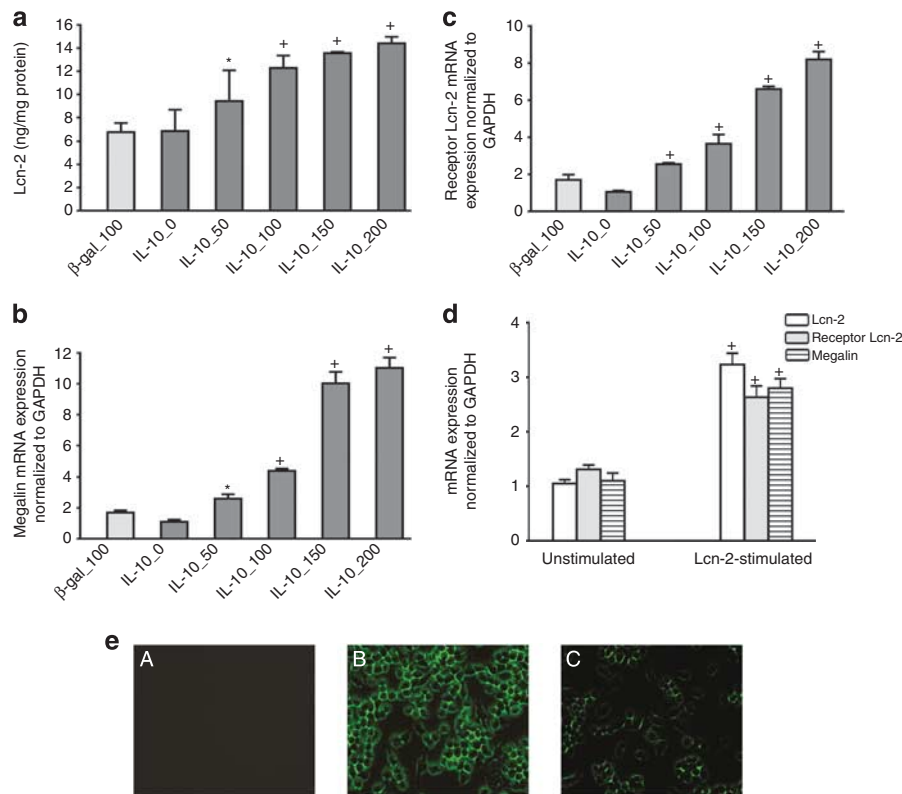 a
Lcn-2 (ng/mg protein)
16
14
12
10
8
6
4
2
0
*
+
+
+
β-gal_100
IL-10_0
IL-10_50
IL-10_100
IL-10_150
IL-10_200
c
Receptor Lcn-2 mRNA
expression normalized to
GAPDH
10
8
6
4
2
0
+
+
+
+
β-gal_100
IL-10_0
IL-10_50
IL-10_100
IL-10_150
IL-10_200
b
Megalin mRNA expression
normalized to GAPDH
12
10
8
6
4
2
0
*
+
+
+
β-gal_100
IL-10_0
IL-10_50
IL-10_100
IL-10_150
IL-10_200
d
mRNA expression
normalized to GAPDH
4
3
2
1
0
Lcn-2
Receptor Lcn-2
Megalin
+
+
+
Unstimulated
Lcn-2-stimulated
e
A
B
C